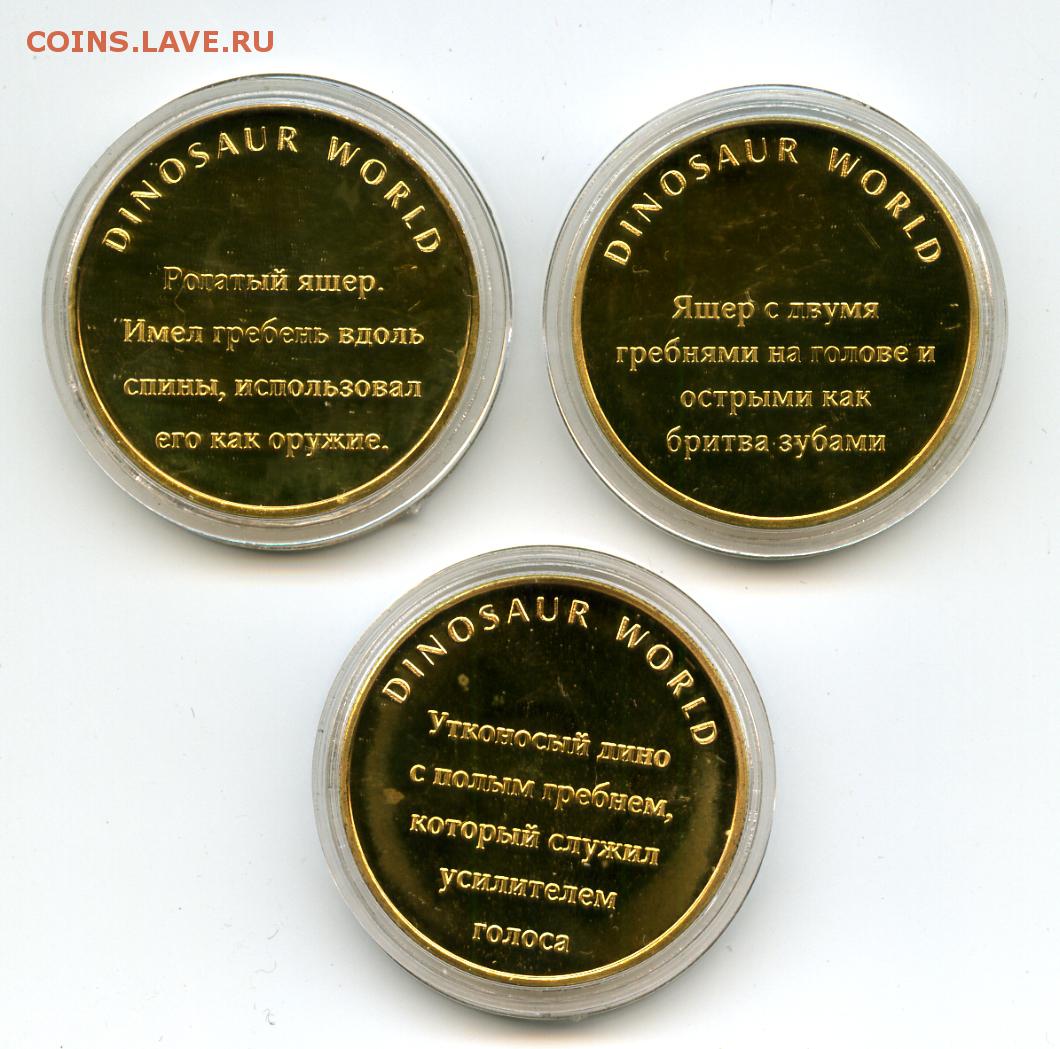 COINS.LAVE.RU
DINOSAUR WORLD
Рогатый ящер.
Имел гребень вдоль
спины, использовал
его как оружие.
DINOSAUR WORLD
Ящер с двумя
гребнями на голове и
острыми как
бритва зубами
DINOSAUR WORLD
Утконосый дино
с полым гребнем,
который служил
усилителем
голоса